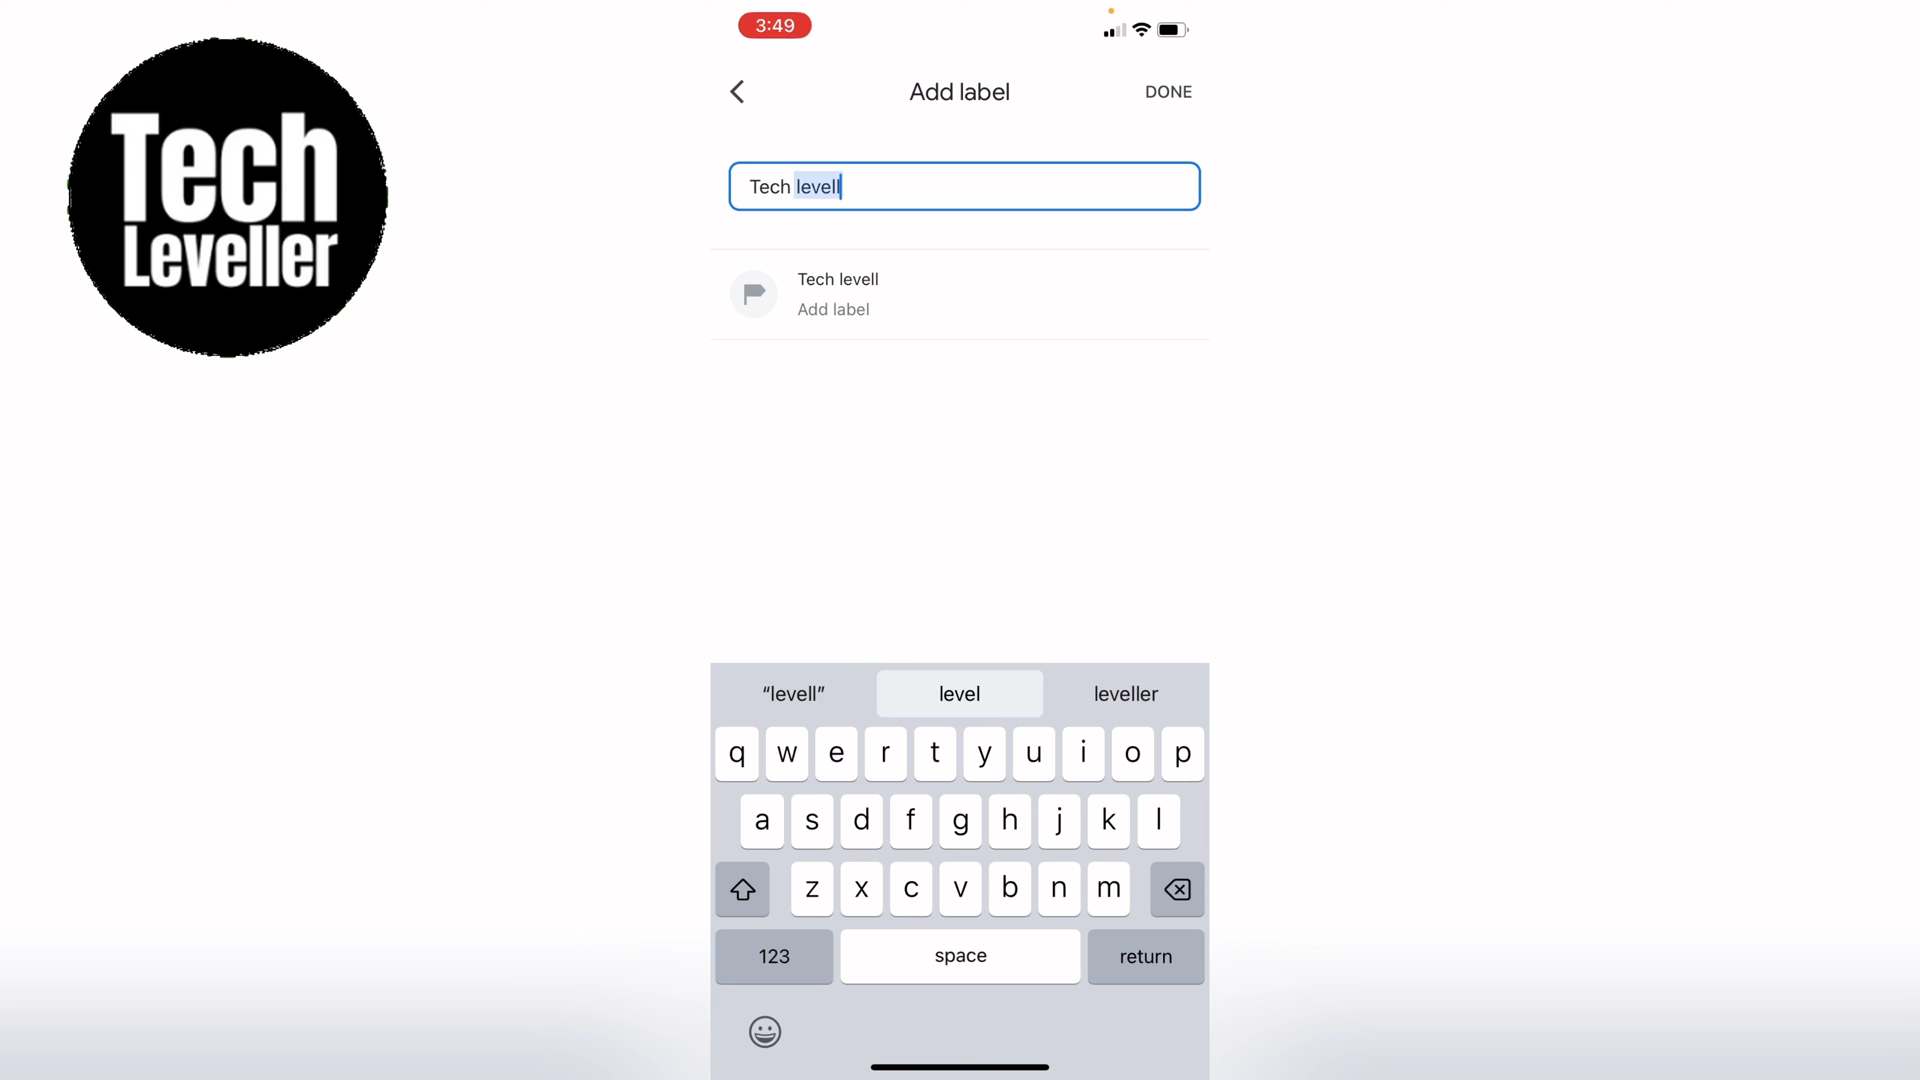 Tech
Leveller
3:49
Add label
DONE
Tech levell
Tech levell
Add label
“levell”
level
leveller
q w e r t y u i o p
a s d f g h j k l
z x c v b n m
123
space
return